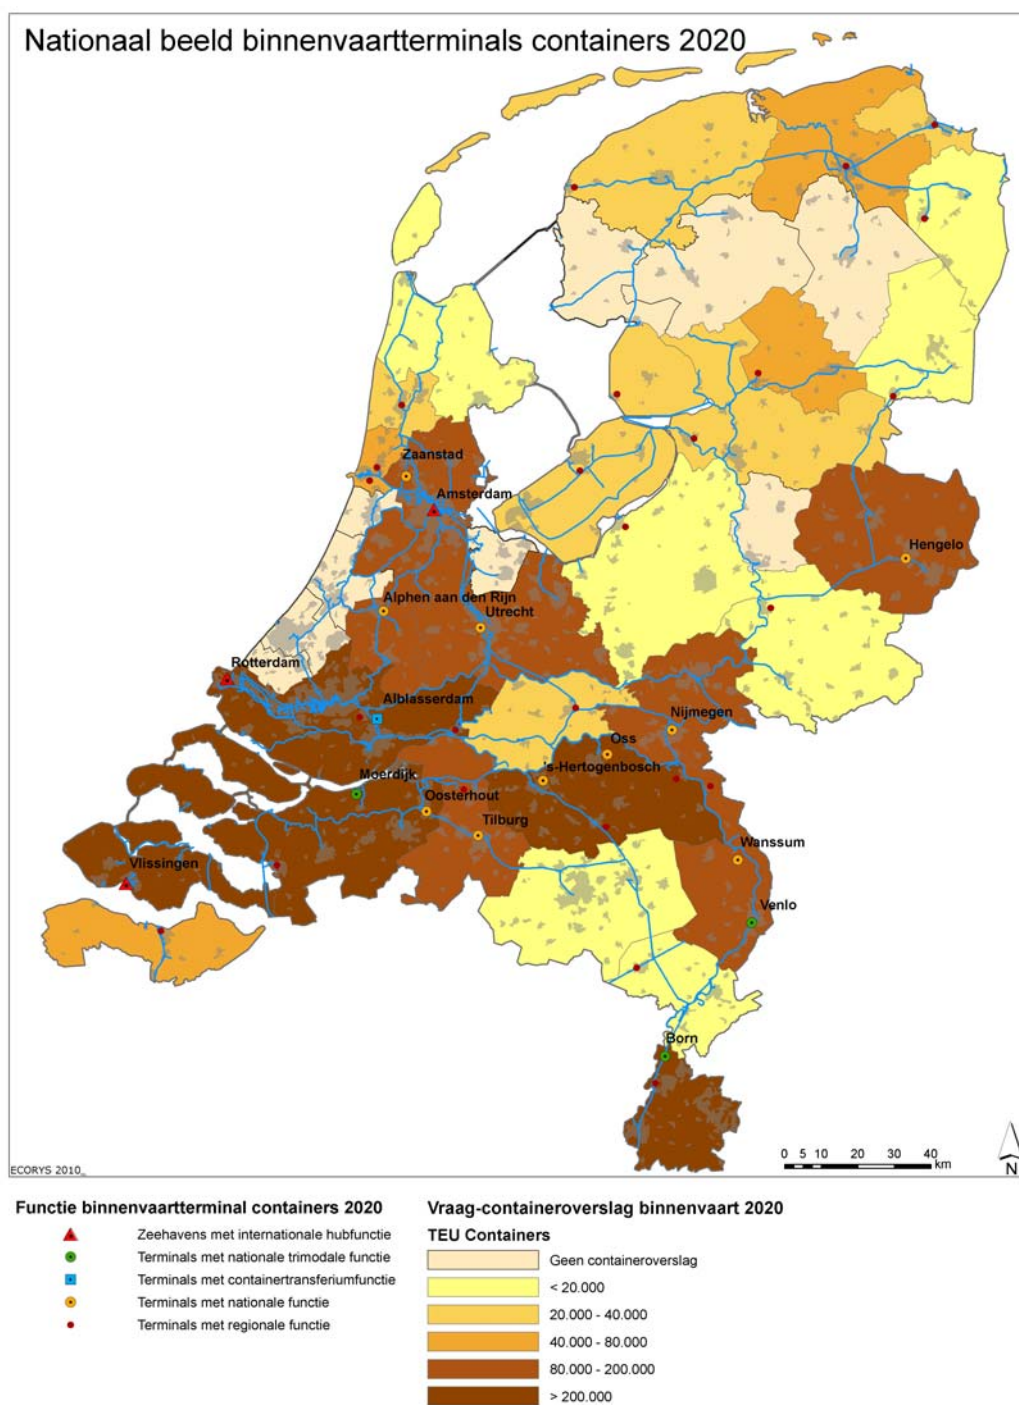 Nationaal beeld binnenvaartterminals containers 2020
Zaanstad
Amsterdam
Hengelo
Alphen aan den Rijn
Utrecht
Rotterdam
Alblasserdam
Nijmegen
Oss
's-Hertogenbosch
Moerdijk
Oosterhout
Tilburg
Wanssum
Vlissingen
Venlo
Born
0 5 10 20 30 40
km
N
ECORYS 2010_
Functie binnenvaartterminal containers 2020
Zeehavens met internationale hubfunctie
Terminals met nationale trimodale functie
Terminals met containertransferiumfunctie
Terminals met nationale functie
Terminals met regionale functie
Vraag-containeroverslag binnenvaart 2020
TEU Containers
Geen containeroverslag
< 20.000
20.000 - 40.000
40.000 - 80.000
80.000 - 200.000
> 200.000